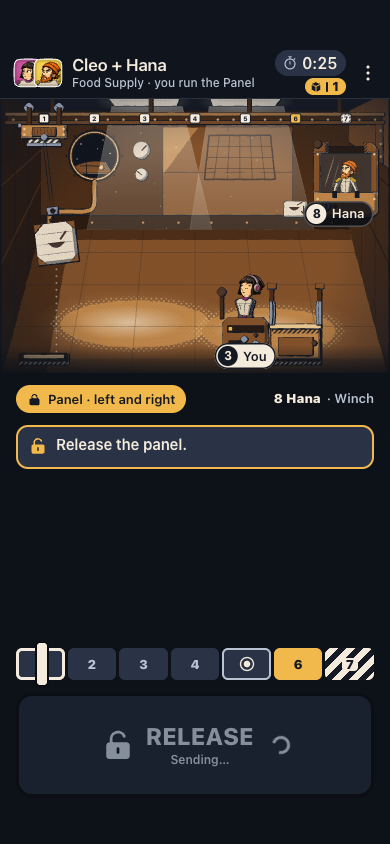 Cleo + Hana
Food Supply · you run the Panel
0:25
1
1 2 3 4 5 6 7
8 Hana
3 You
Panel · left and right
8 Hana · Winch
Release the panel.
2 3 4 6 7
RELEASE
Sending...